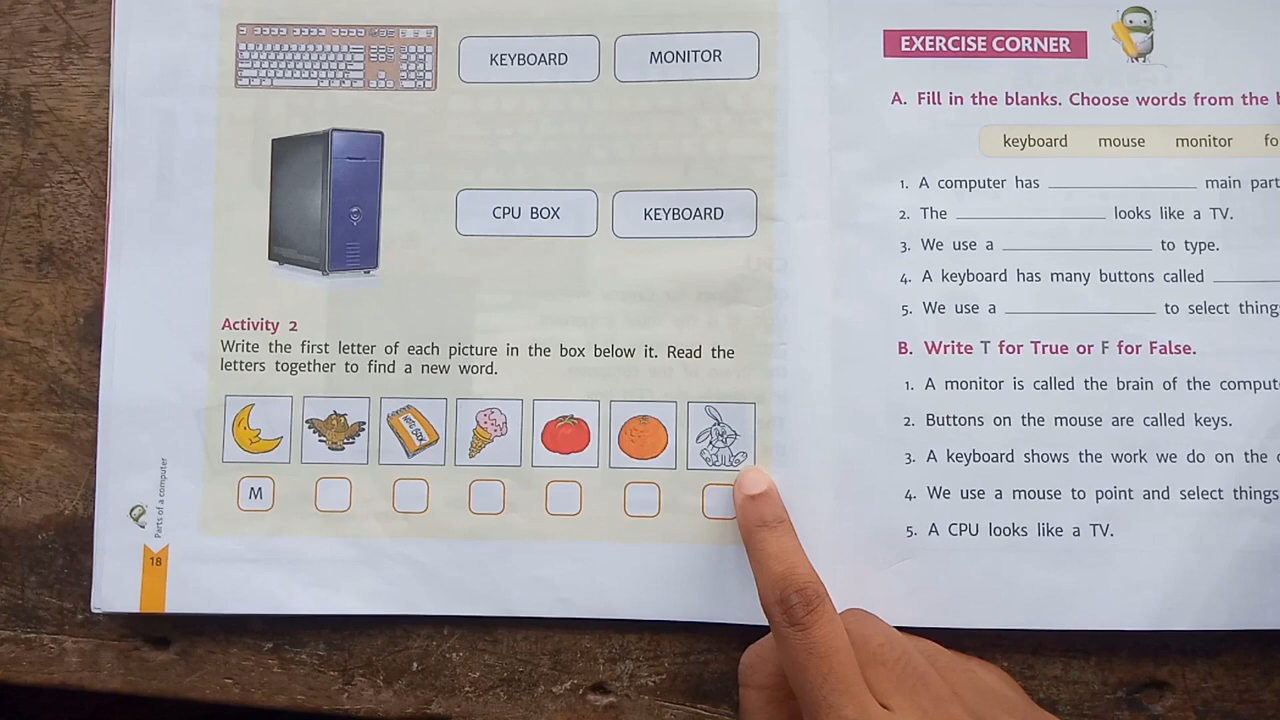 KEYBOARD
MONITOR
CPU BOX
KEYBOARD
Activity 2
Write the first letter of each picture in the box below it. Read the
letters together to find a new word.
M
Parts of a computer
18
EXERCISE CORNER
A. Fill in the blanks. Choose words from the
keyboard mouse monitor fo
1. A computer has ______ main part
2. The ______ looks like a TV.
3. We use a ______ to type.
4. A keyboard has many buttons called ______
5. We use a ______ to select thing
B. Write T for True or F for False.
1. A monitor is called the brain of the comput
2. Buttons on the mouse are called keys.
3. A keyboard shows the work we do on the
4. We use a mouse to point and select things
5. A CPU looks like a TV.